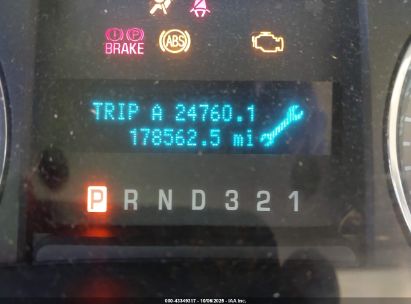 BRAKE
ABS
TRIP A 24760.1
178562.5 mi
P R N D 3 2 1